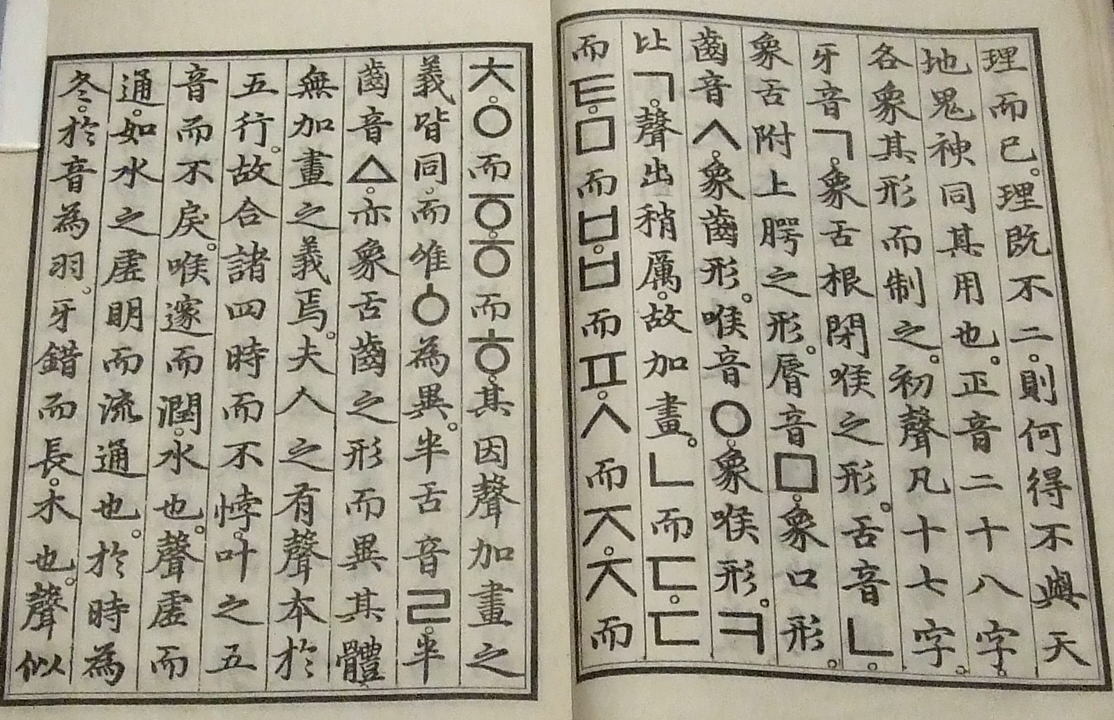 理而已。理既不二。則何得不與天
地鬼神同其用也。正音二十八字。
各象其形而制之。初聲凡十七字。
牙音ㄱ。象舌根閉喉之形。舌音ㄴ。
象舌附上腭之形。脣音ㅁ。象口形。
齒音ㅅ。象齒形。喉音ㅇ。象喉形。ㅋ
比ㄱ。聲出稍厲。故加畫。ㄴ而ㄷ。ㄷ
而ㅌ。ㅁ而ㅂ。ㅂ而ㅍ。ㅅ而ㅈ。ㅈ而
ㅊ。ㅇ而ㆆ。ㆆ而ㅎ。其因聲加畫之
義皆同。而唯ㆁ為異。半舌音ㄹ。半
齒音ㅿ。亦象舌齒之形而異其體
無加畫之義焉。夫人之有聲本於
五行。故合諸四時而不悖。叶之五
音而不戾。喉邃而潤。水也。聲虛而
通。如水之虛明而流通也。於時為
冬。於音為羽。牙錯而長。木也。聲似